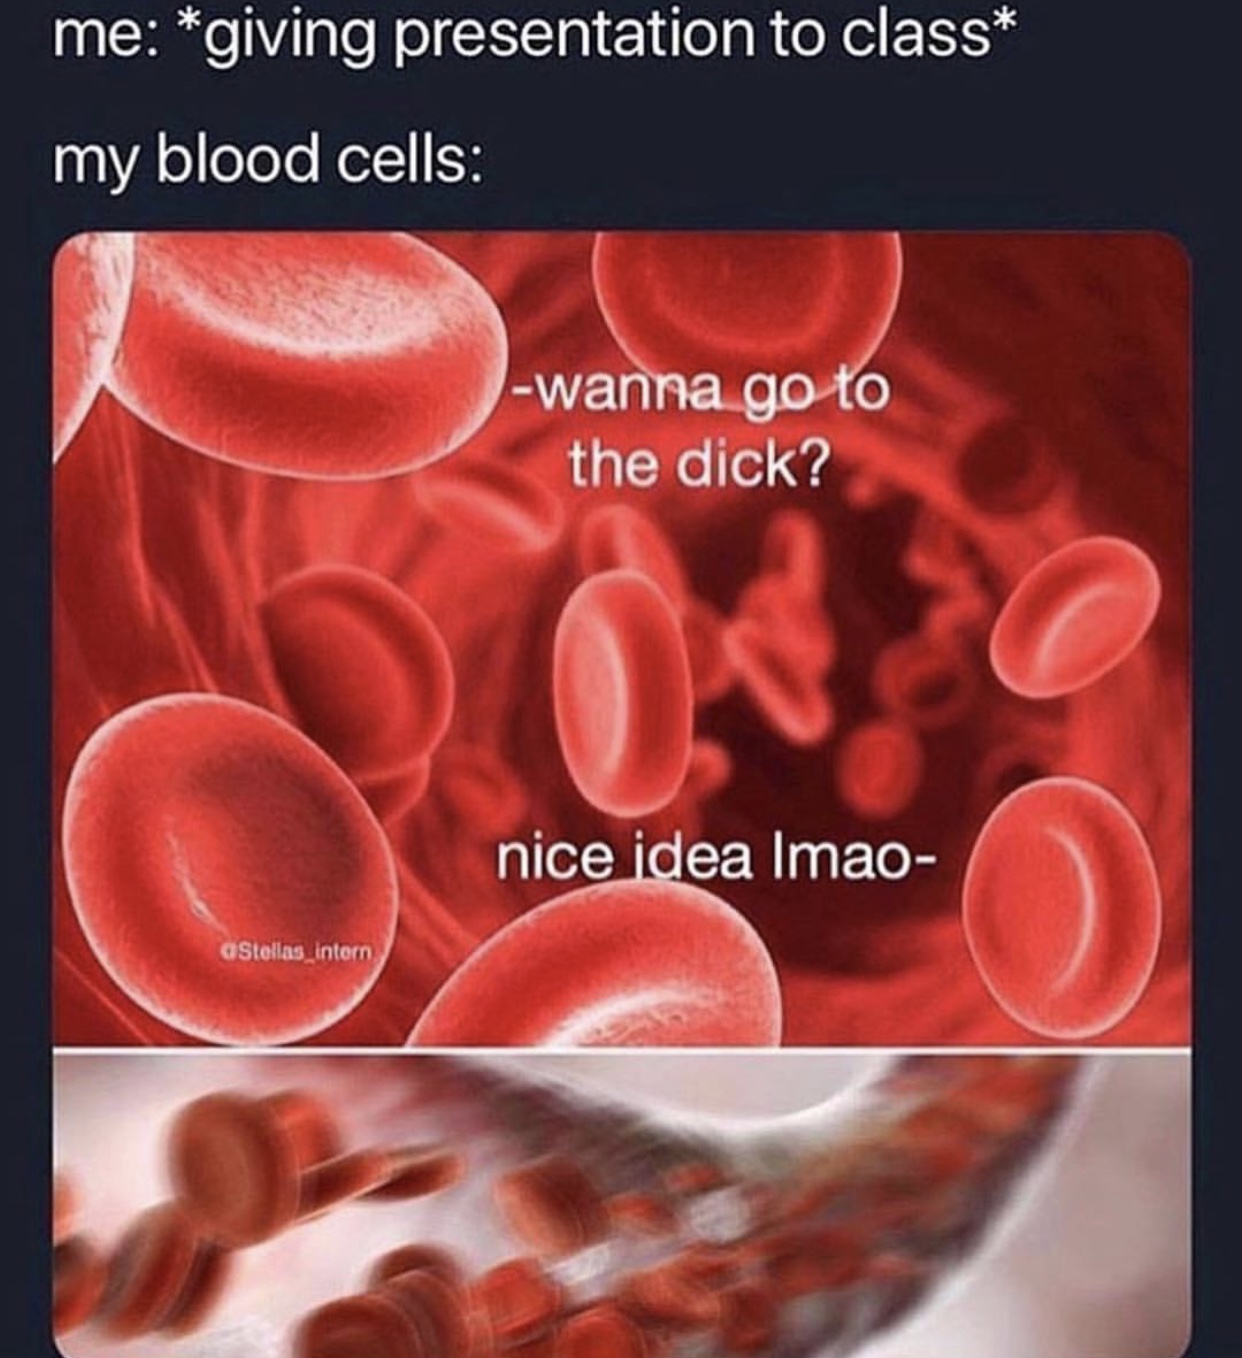 me: *giving presentation to class*
my blood cells:
-wanna go to
the dick?
nice idea lmao-
@Stellas_intern